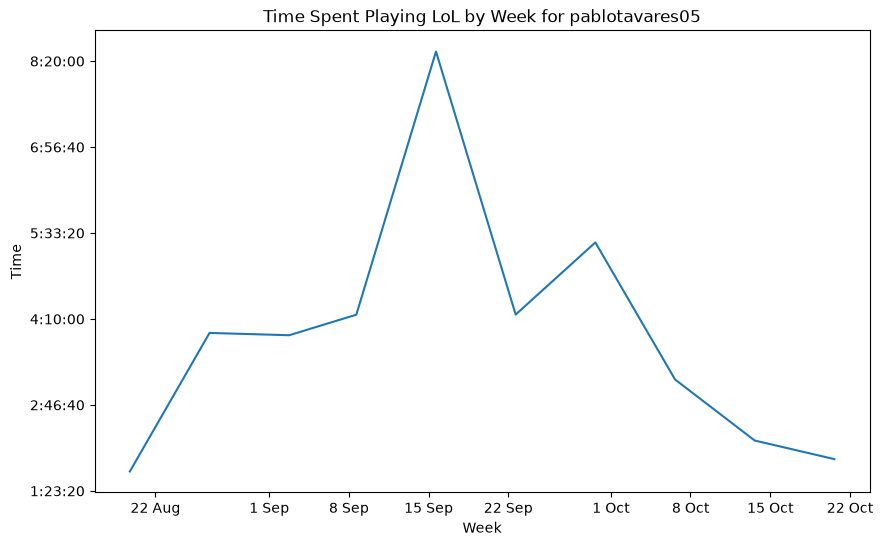 Time Spent Playing LoL by Week for pablotavares05
8:20:00
6:56:40
5:33:20
4:10:00
2:46:40
1:23:20
Time
22 Aug 1 Sep 8 Sep 15 Sep 22 Sep 1 Oct 8 Oct 15 Oct 22 Oct
Week